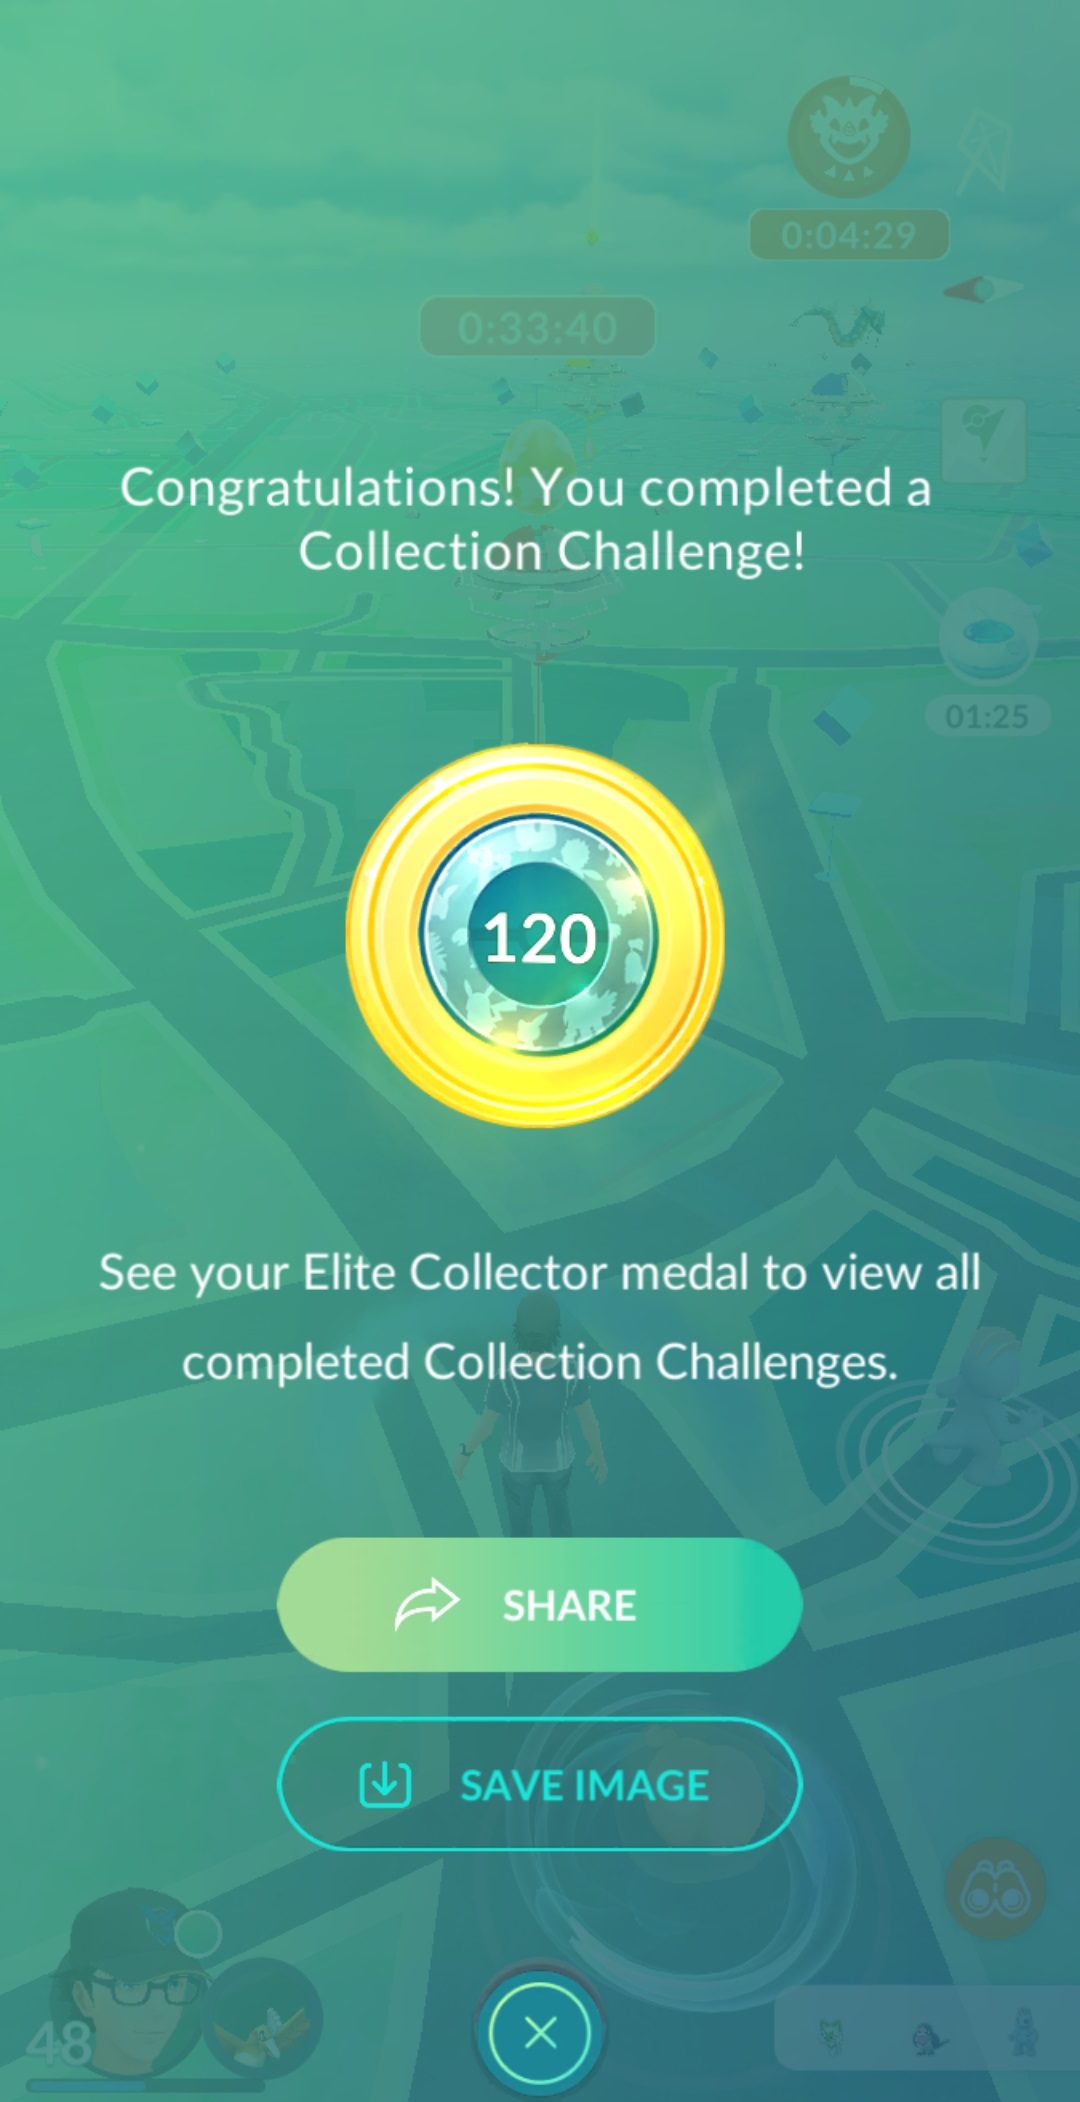 0:04:29
0:33:40
Congratulations! You completed a
Collection Challenge!
01:25
120
See your Elite Collector medal to view all
completed Collection Challenges.
SHARE
SAVE IMAGE
48